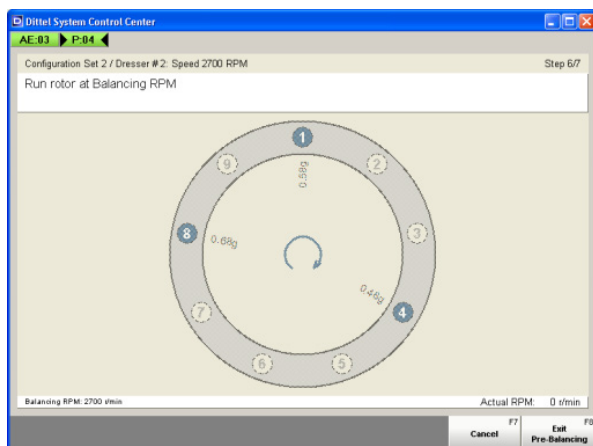 Dittel System Control Center
AE:03 P:04
Configuration Set 2 / Dresser #2: Speed 2700 RPM Step 6/7
Run rotor at Balancing RPM
1
9 2
0.58g
8 3
0.68g
0.46g
7 4
6 5
Balancing RPM: 2700 r/min Actual RPM: 0 r/min
F7 F8
Cancel Exit
Pre-Balancing